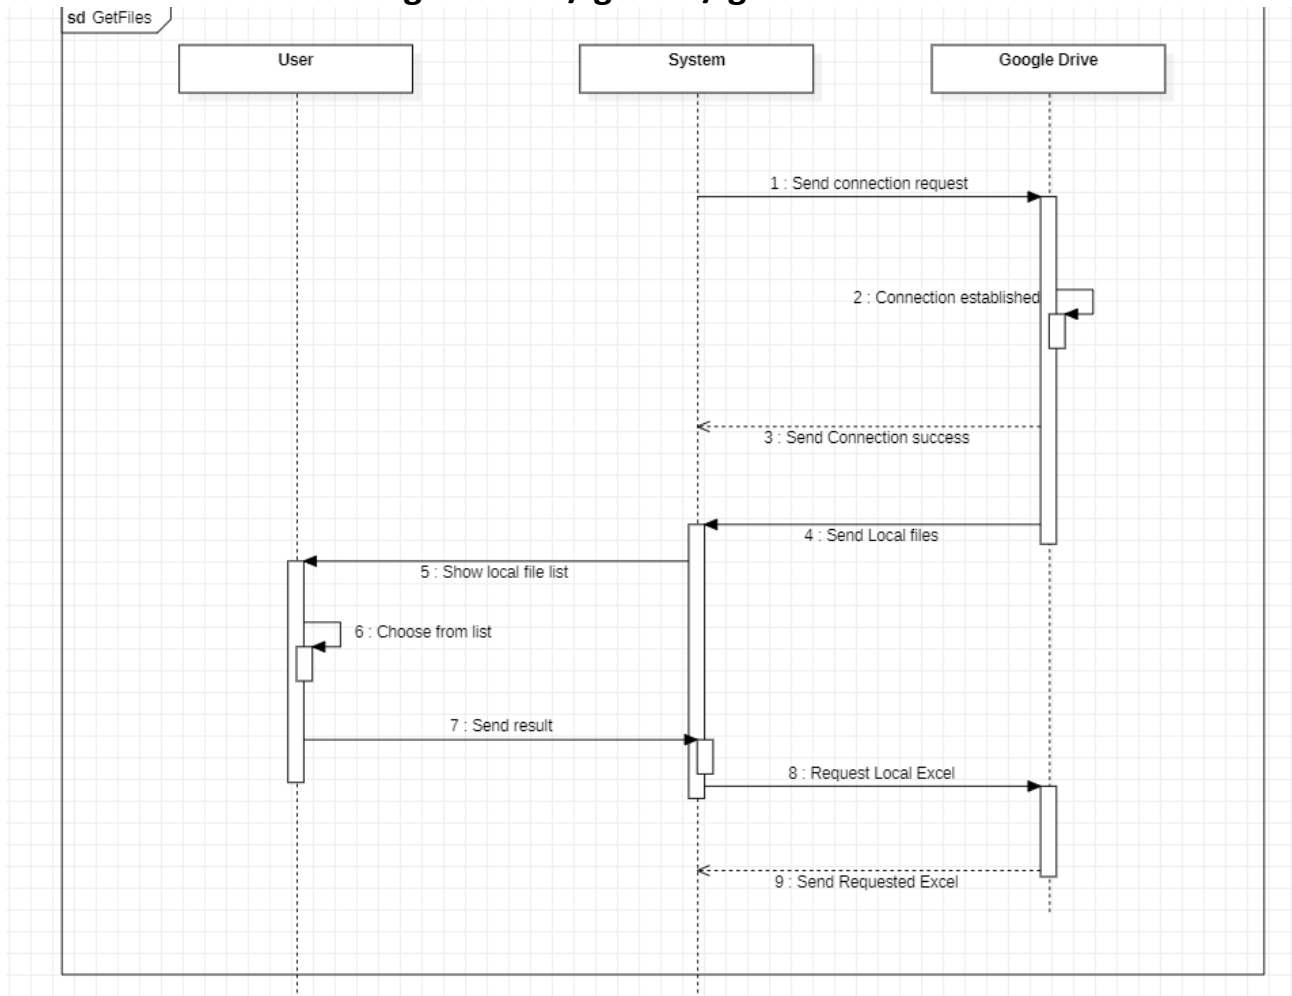 sd GetFiles
User
System
Google Drive
1 : Send connection request
2 : Connection established
3 : Send Connection success
4 : Send Local files
5 : Show local file list
6 : Choose from list
7 : Send result
8 : Request Local Excel
9 : Send Requested Excel